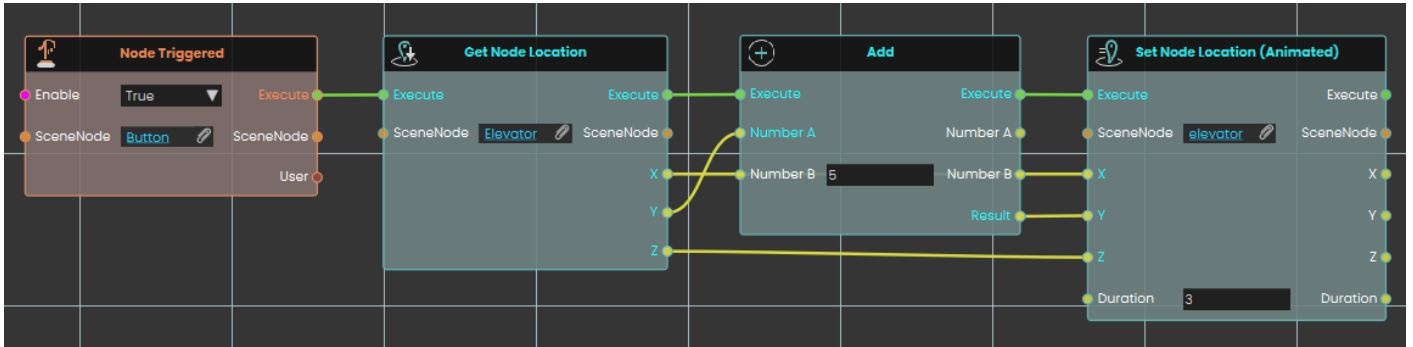 Node Triggered
Enable True Execute
SceneNode Button SceneNode
User
Get Node Location
Execute Execute
SceneNode Elevator SceneNode
X
Y
Z
Add
Execute Execute
Number A Number A
Number B 5 Number B
Result
Set Node Location (Animated)
Execute Execute
SceneNode elevator SceneNode
X X
Y Y
Z Z
Duration 3 Duration